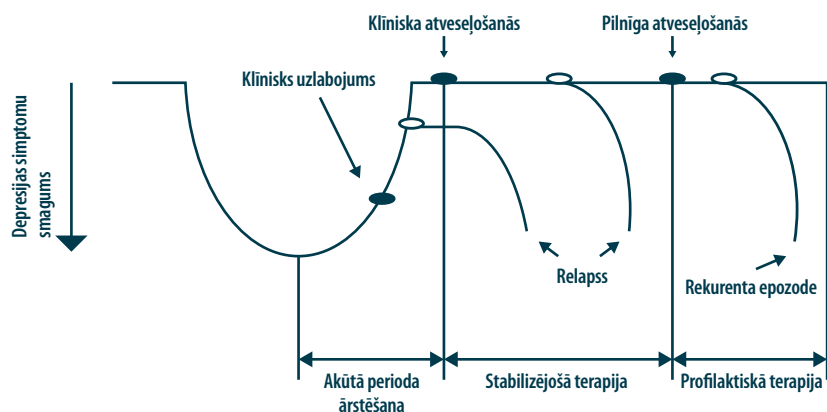 Klīniska atveseļošanās
Pilnīga atveseļošanās
Klīnisks uzlabojums
Depresijas simptomu
smagums
Relapss
Rekurenta epozode
Akūtā perioda
ārstēšana
Stabilizējošā terapija
Profilaktiskā terapija